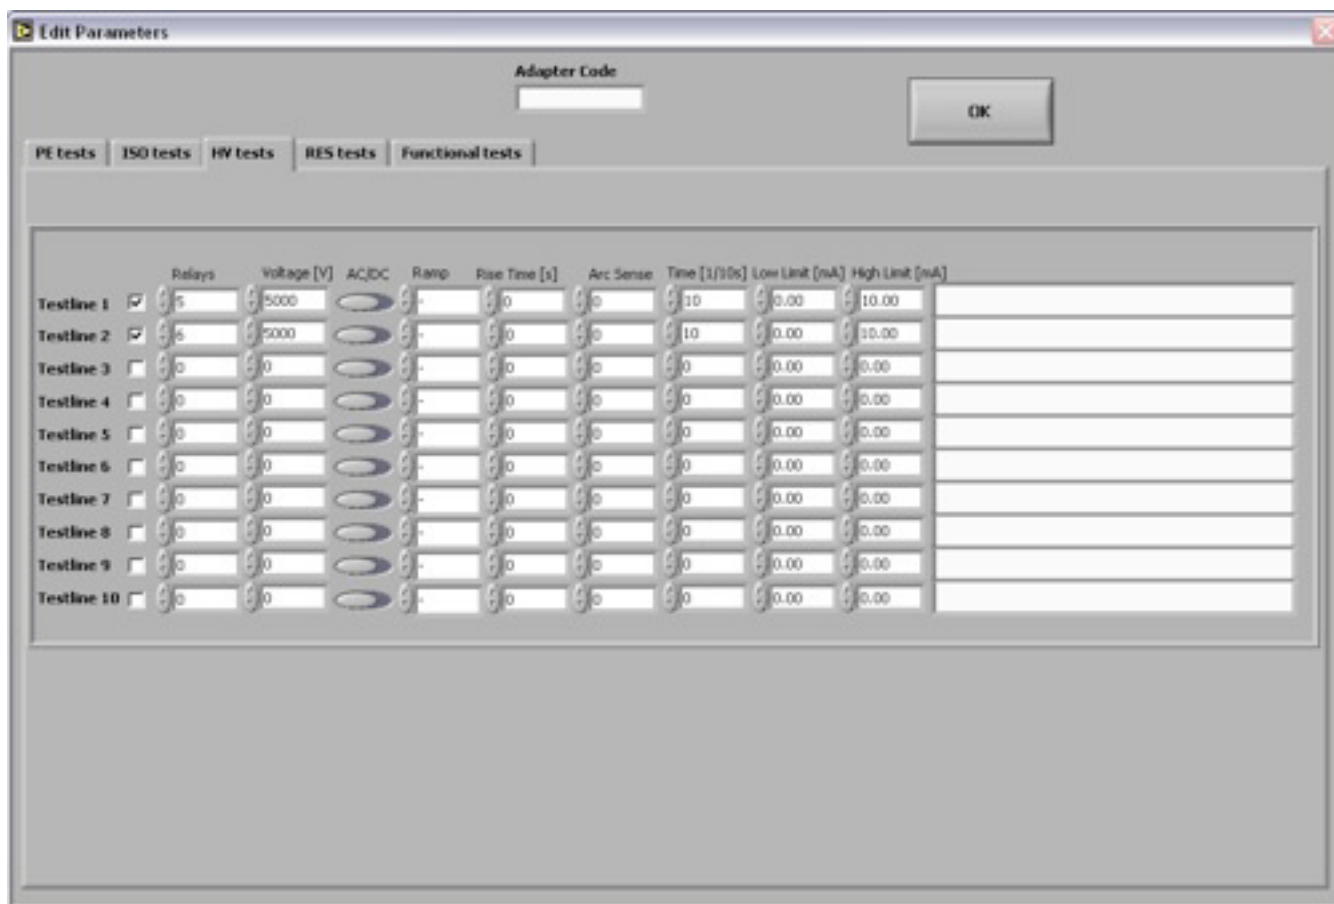 Edit Parameters
Adapter Code
OK
PE tests ISO tests HV tests RES tests Functional tests
Relays Voltage [V] AC/DC Ramp Rise Time [s] Arc Sense Time [1/10s] Low Limit [mA] High Limit [mA]
Testline 1 5 5000 - 0 0 10 0.00 10.00
Testline 2 6 5000 - 0 0 10 0.00 10.00
Testline 3 0 0 - 0 0 0 0.00 0.00
Testline 4 0 0 - 0 0 0 0.00 0.00
Testline 5 0 0 - 0 0 0 0.00 0.00
Testline 6 0 0 - 0 0 0 0.00 0.00
Testline 7 0 0 - 0 0 0 0.00 0.00
Testline 8 0 0 - 0 0 0 0.00 0.00
Testline 9 0 0 - 0 0 0 0.00 0.00
Testline 10 0 0 - 0 0 0 0.00 0.00